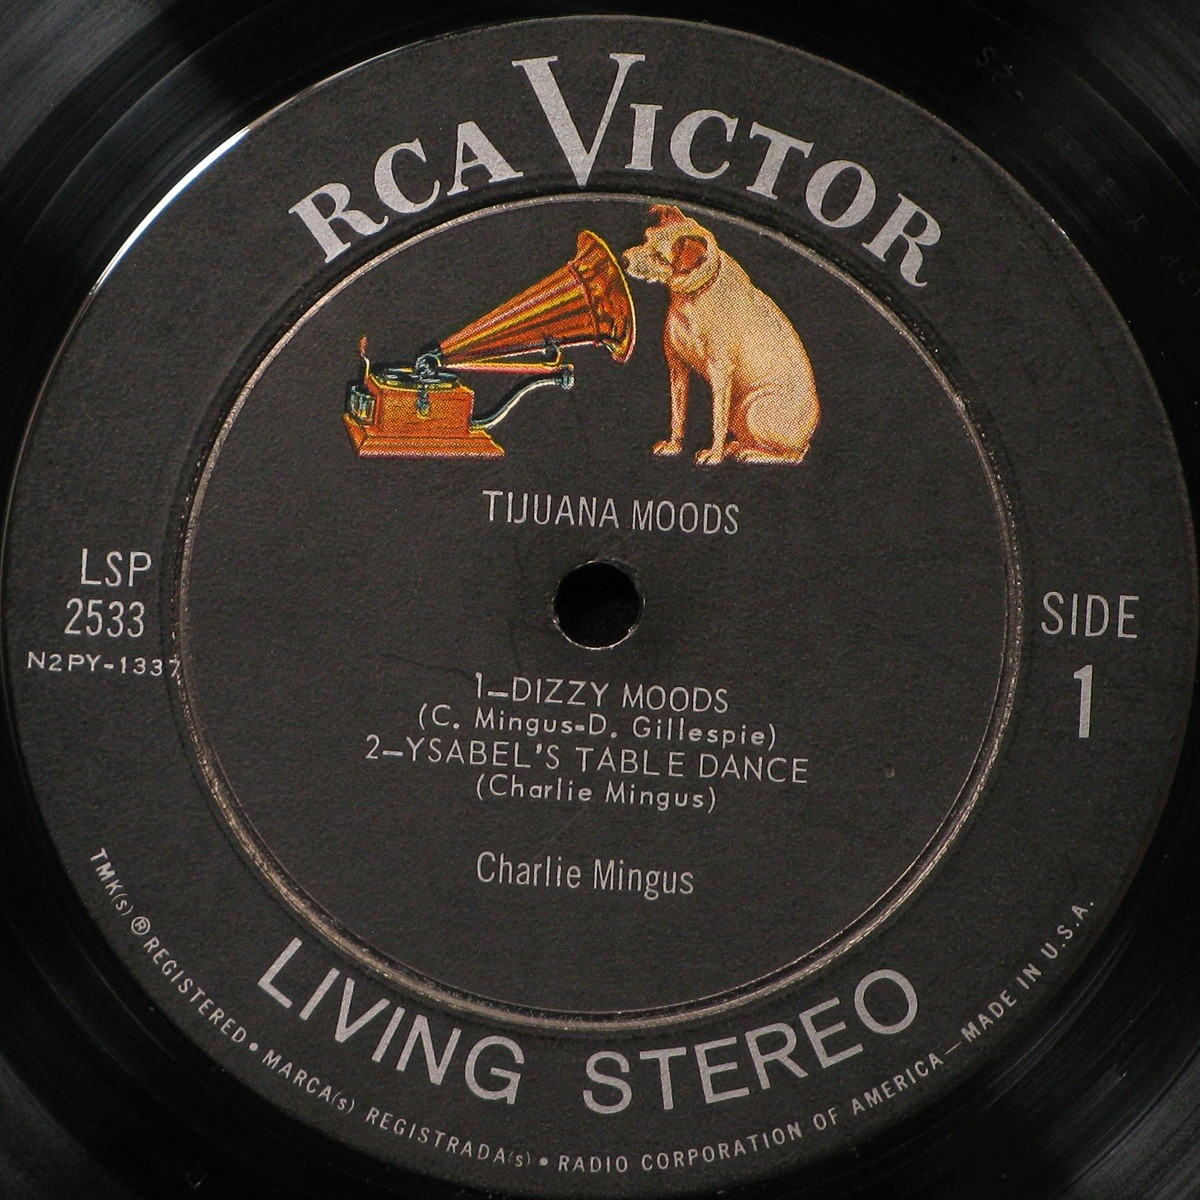 RCA VICTOR
TIJUANA MOODS
LSP
2533
N2PY-1337
SIDE
1
1–DIZZY MOODS
(C. Mingus-D. Gillespie)
2–YSABEL'S TABLE DANCE
(Charlie Mingus)
Charlie Mingus
LIVING STEREO
TMK(s) ® REGISTERED • MARCA(s) REGISTRADA(s) • RADIO CORPORATION OF AMERICA—MADE IN U.S.A.